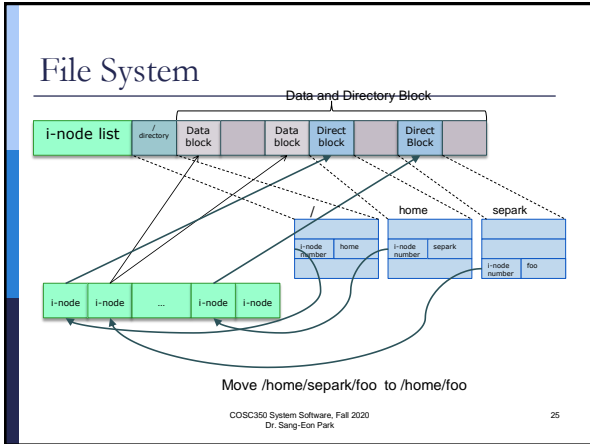 File System
Data and Directory Block
i-node list
/
directory
Data
block
Data
block
Direct
block
Direct
Block
/
home
separk
i-node
number
home
i-node
number
separk
i-node
number
foo
i-node
i-node
...
i-node
i-node
Move /home/separk/foo to /home/foo
COSC350 System Software, Fall 2020
Dr. Sang-Eon Park
25